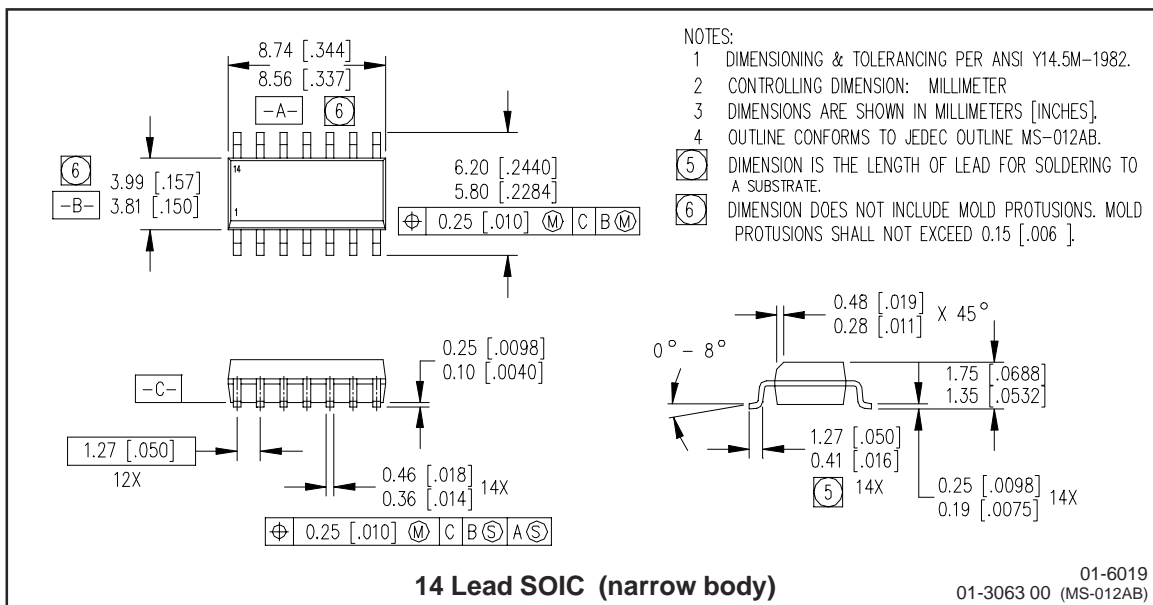 8.74 [.344]
8.56 [.337]
-A- 6
6
3.99 [.157]
3.81 [.150]
-B-
14
1
6.20 [.2440]
5.80 [.2284]
⌖ 0.25 [.010] Ⓜ C B Ⓜ
NOTES:
1 DIMENSIONING & TOLERANCING PER ANSI Y14.5M-1982.
2 CONTROLLING DIMENSION: MILLIMETER
3 DIMENSIONS ARE SHOWN IN MILLIMETERS [INCHES].
4 OUTLINE CONFORMS TO JEDEC OUTLINE MS-012AB.
5 DIMENSION IS THE LENGTH OF LEAD FOR SOLDERING TO
A SUBSTRATE.
6 DIMENSION DOES NOT INCLUDE MOLD PROTUSIONS. MOLD
PROTUSIONS SHALL NOT EXCEED 0.15 [.006 ].
-C-
0.25 [.0098]
0.10 [.0040]
1.27 [.050]
12X
0.46 [.018]
0.36 [.014]
14X
⌖ 0.25 [.010] Ⓜ C B Ⓢ A Ⓢ
0.48 [.019]
0.28 [.011]
X 45°
0°-8°
1.75 [.0688]
1.35 [.0532]
1.27 [.050]
0.41 [.016]
5 14X
0.25 [.0098]
0.19 [.0075]
14X
14 Lead SOIC (narrow body)
01-6019
01-3063 00 (MS-012AB)